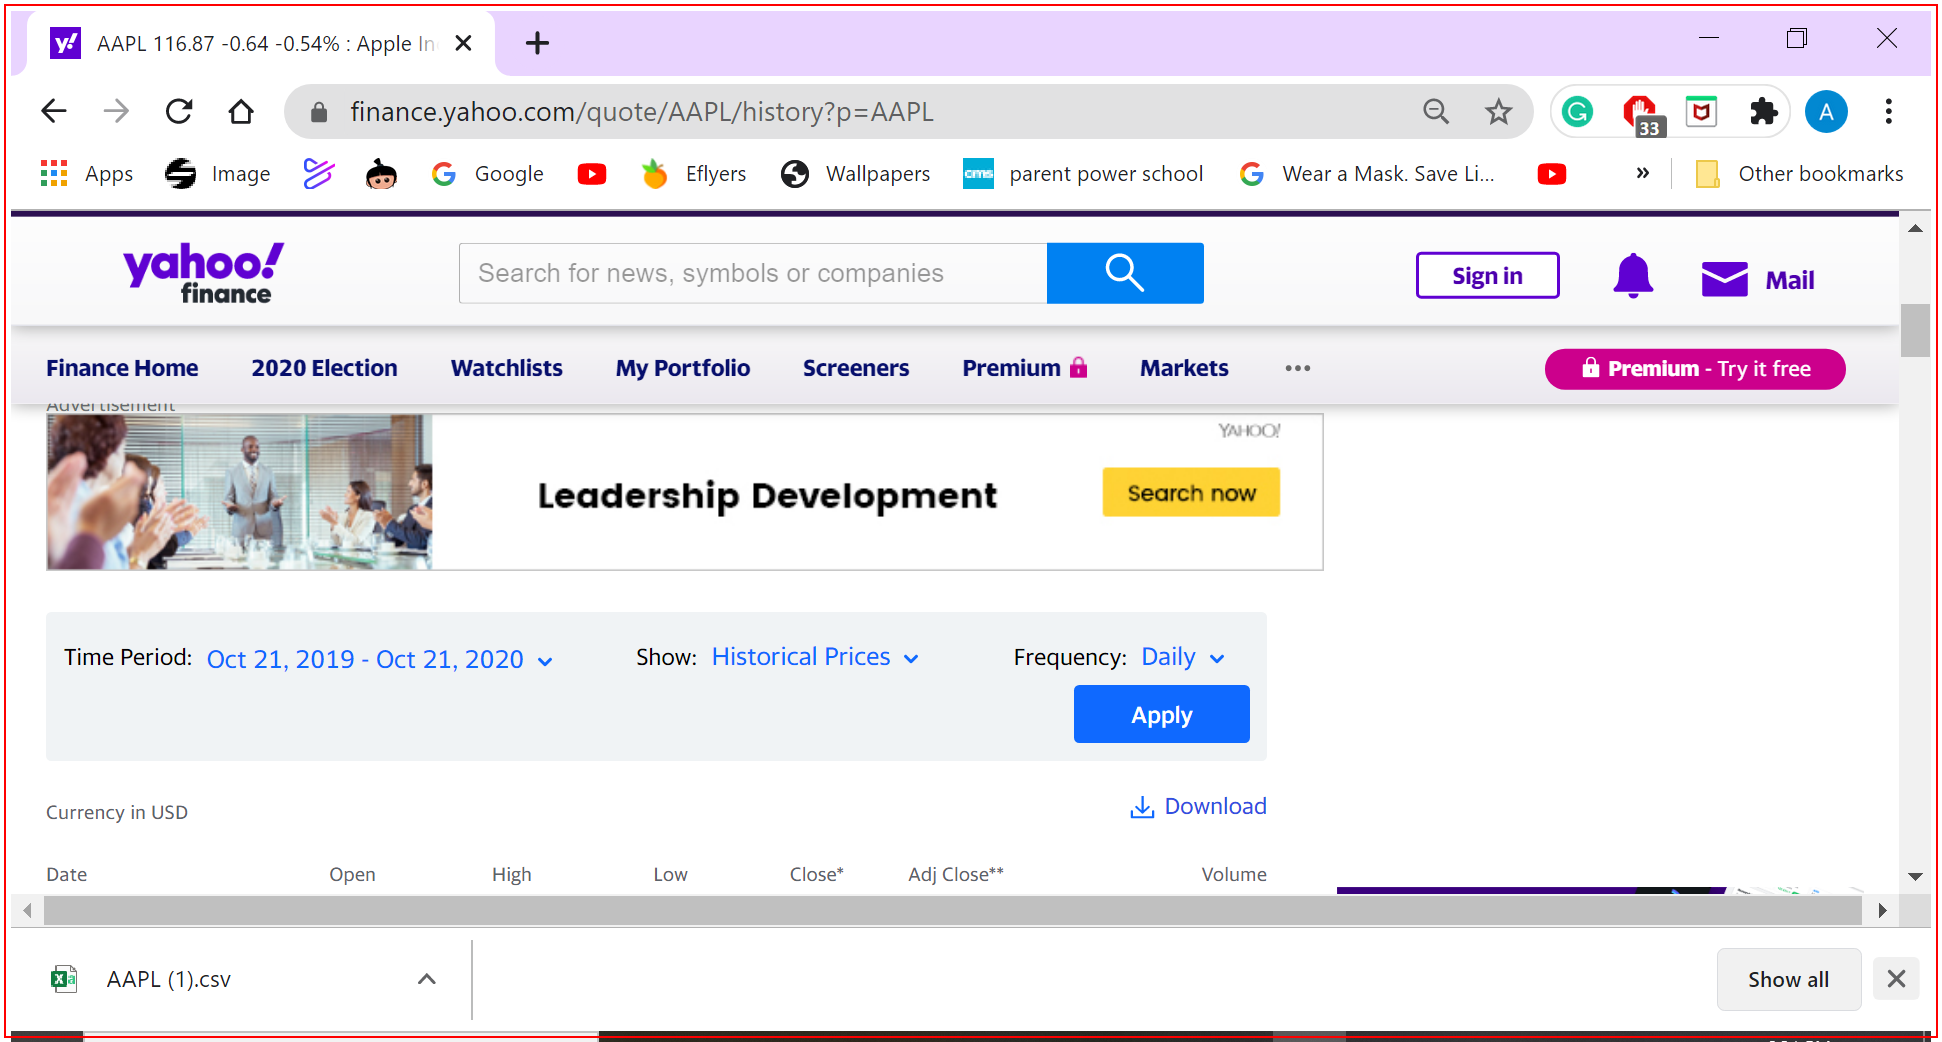 y! AAPL 116.87 -0.64 -0.54% : Apple In
finance.yahoo.com/quote/AAPL/history?p=AAPL
33
A
Apps Image Google Eflyers Wallpapers cms parent power school Wear a Mask. Save Li... » Other bookmarks
yahoo!
finance
Search for news, symbols or companies
Sign in
Mail
Finance Home 2020 Election Watchlists My Portfolio Screeners Premium Markets ••• Premium - Try it free
Advertisement
YAHOO!
Leadership Development
Search now
Time Period: Oct 21, 2019 - Oct 21, 2020 Show: Historical Prices Frequency: Daily
Apply
Currency in USD
Download
Date Open High Low Close* Adj Close** Volume
AAPL (1).csv
Show all